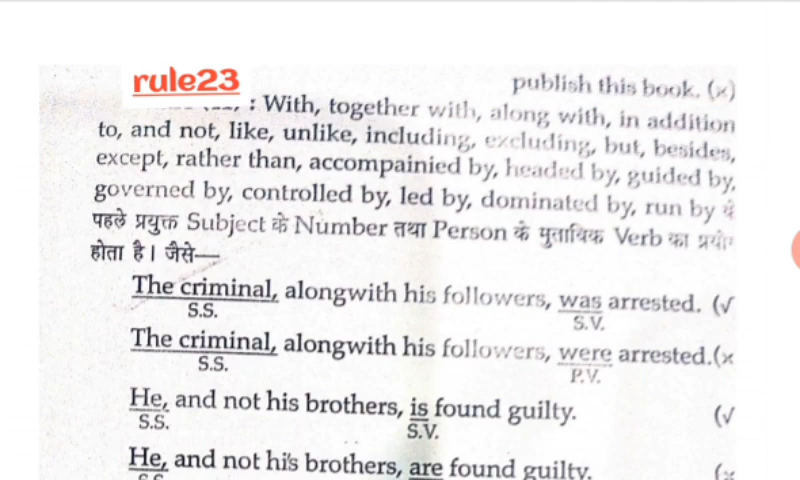 rule23
publish this book. (×)
: With, together with, along with, in addition
to, and not, like, unlike, including, excluding, but, besides,
except, rather than, accompainied by, headed by, guided by,
governed by, controlled by, led by, dominated by, run by
पहले प्रयुक्त Subject के Number तथा Person के मुताबिक Verb का
होता है। जैसे—
The criminal, alongwith his followers, was arrested. (√
S.S. S.V.
The criminal, alongwith his followers, were arrested.(×
S.S. P.V.
He, and not his brothers, is found guilty. (√
S.S. S.V.
He, and not his brothers, are found guilty. (×